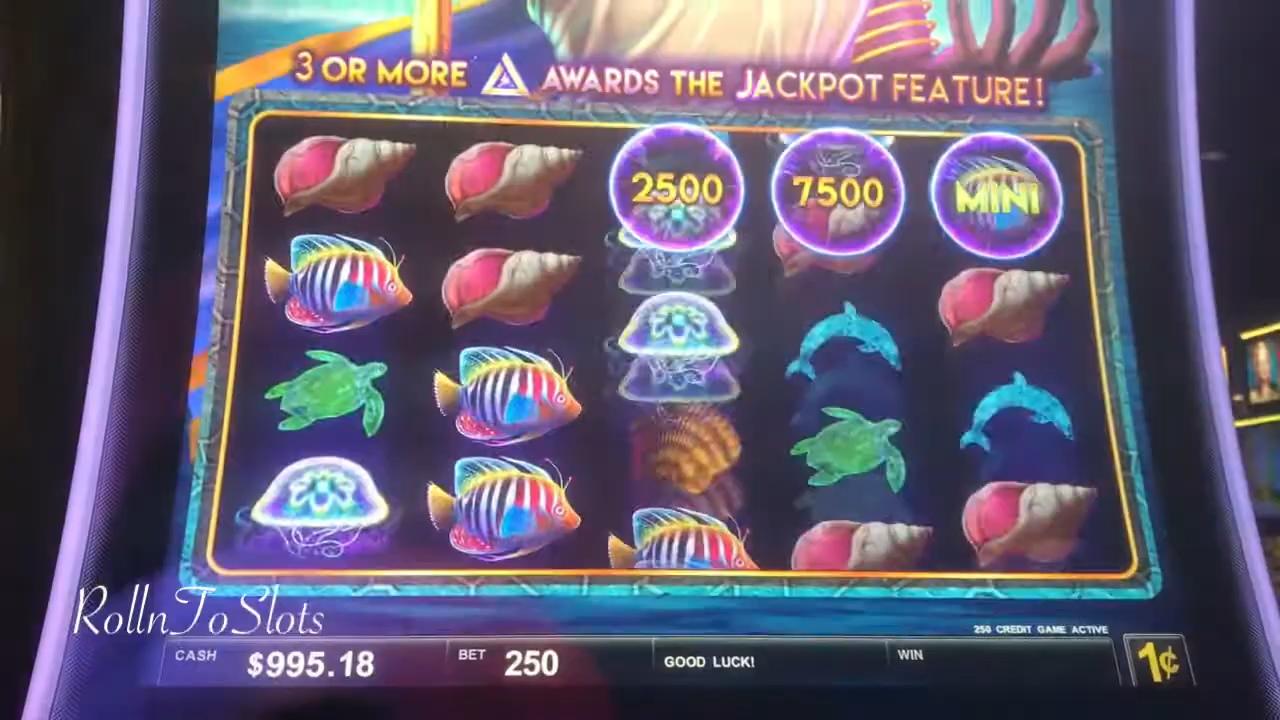 3 OR MORE AWARDS THE JACKPOT FEATURE!
2500 7500 MINI
RollnToSlots
250 CREDIT GAME ACTIVE
CASH $995.18 BET 250 GOOD LUCK! WIN 1¢